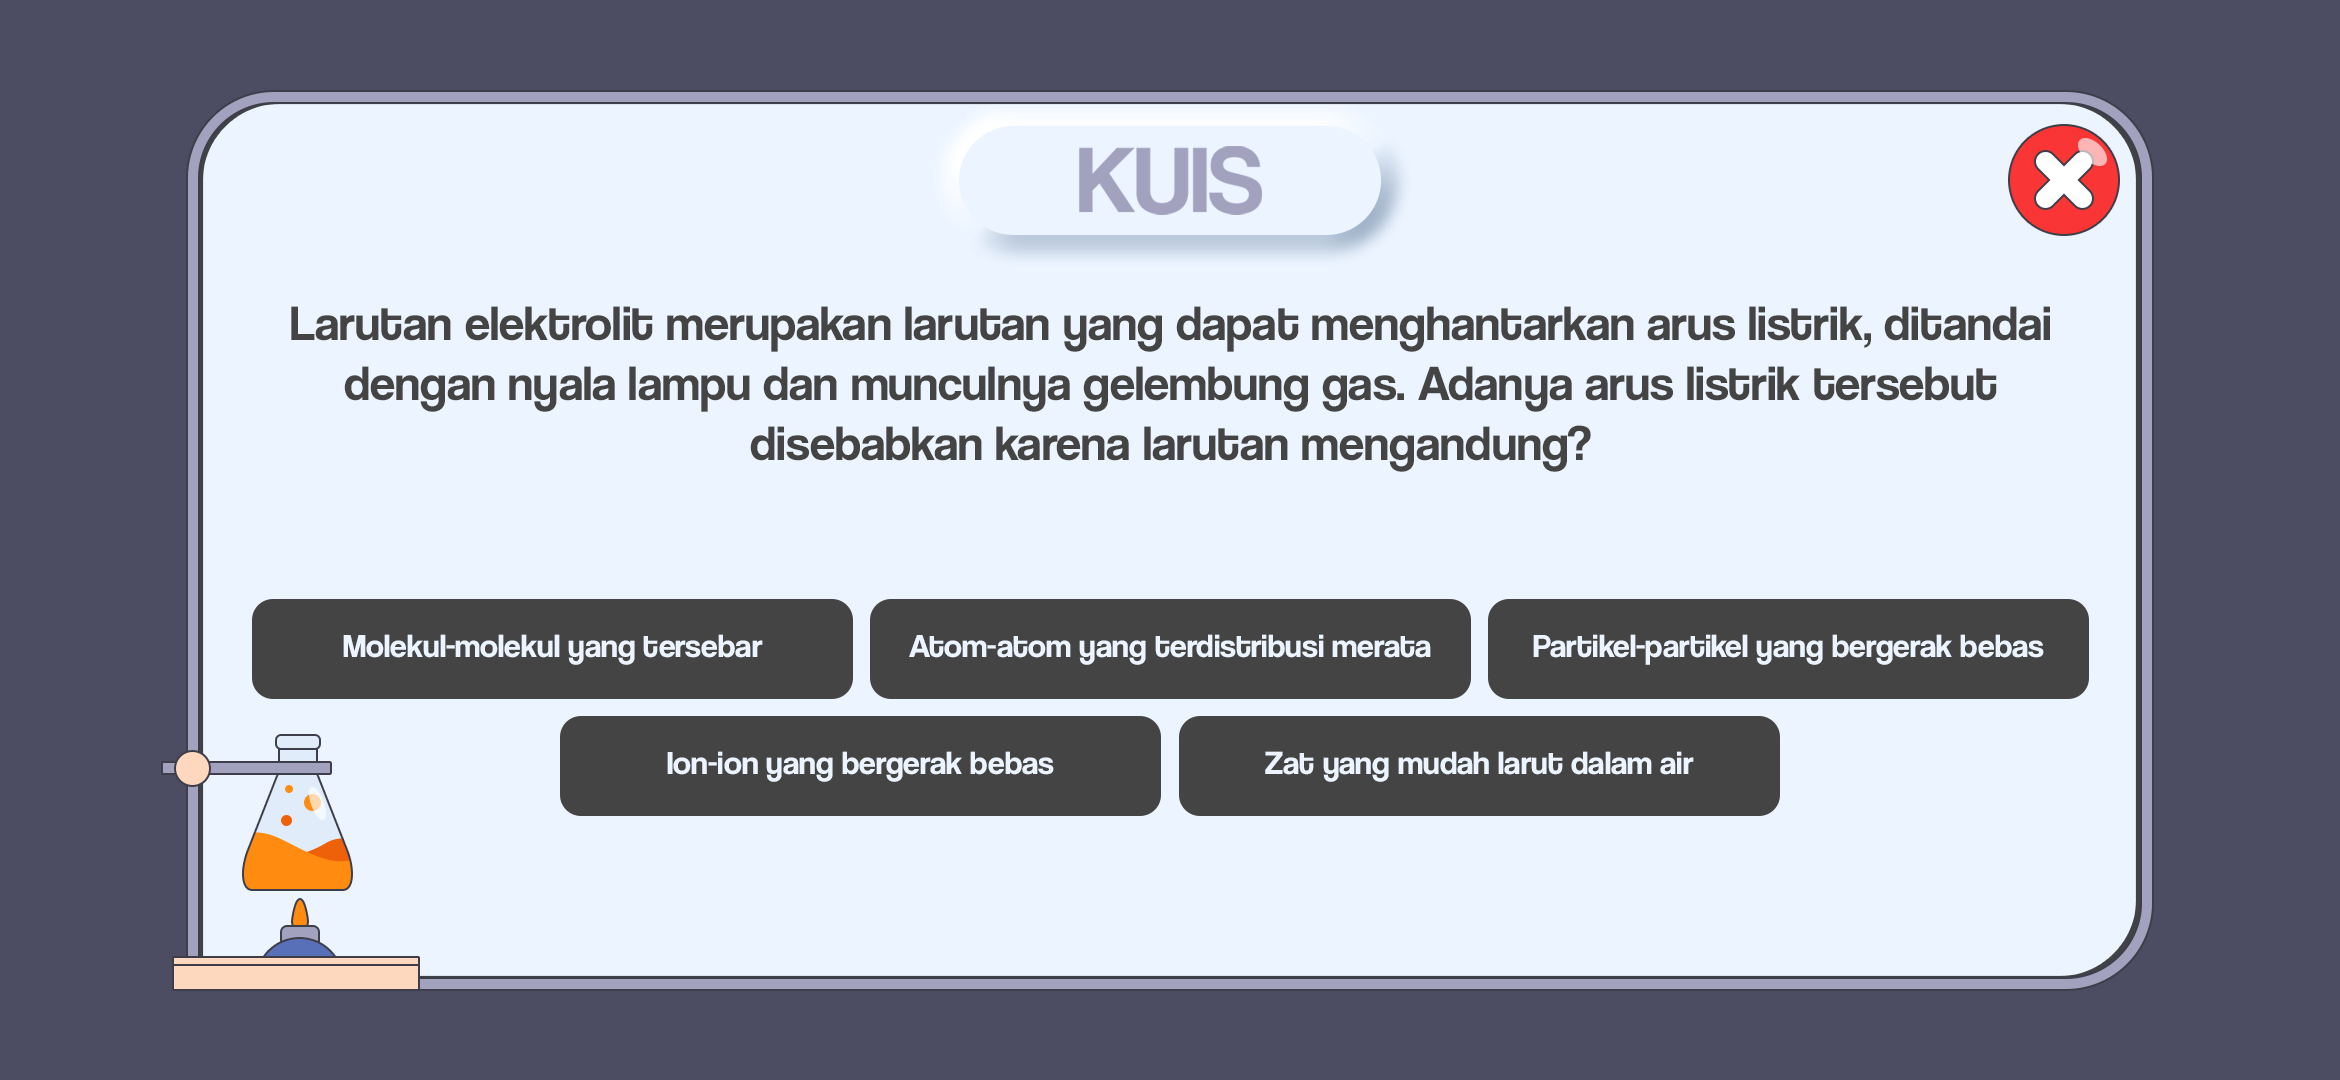 KUIS
Larutan elektrolit merupakan larutan yang dapat menghantarkan arus listrik, ditandai
dengan nyala lampu dan munculnya gelembung gas. Adanya arus listrik tersebut
disebabkan karena larutan mengandung?
Molekul-molekul yang tersebar
Atom-atom yang terdistribusi merata
Partikel-partikel yang bergerak bebas
Ion-ion yang bergerak bebas
Zat yang mudah larut dalam air